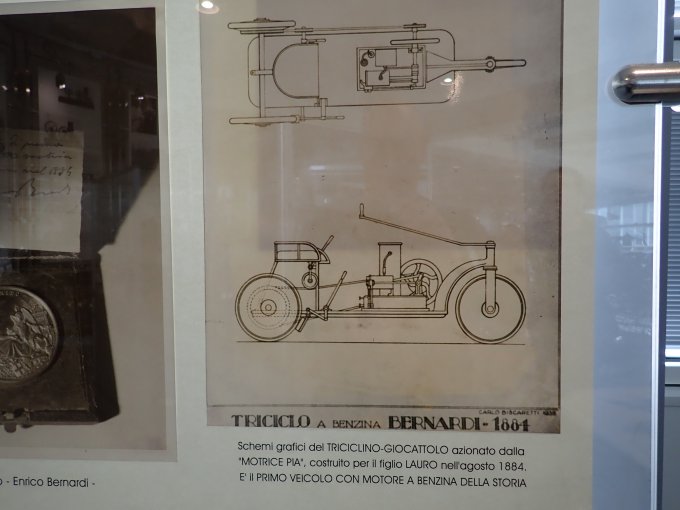 TRICICLO A BENZINA BERNARDI - 1884
Schemi grafici del TRICICLINO-GIOCATTOLO azionato dalla
"MOTRICE PIA", costruito per il figlio LAURO nell'agosto 1884.
E' il PRIMO VEICOLO CON MOTORE A BENZINA DELLA STORIA
CARLO BISCARETTI
- Enrico Bernardi -